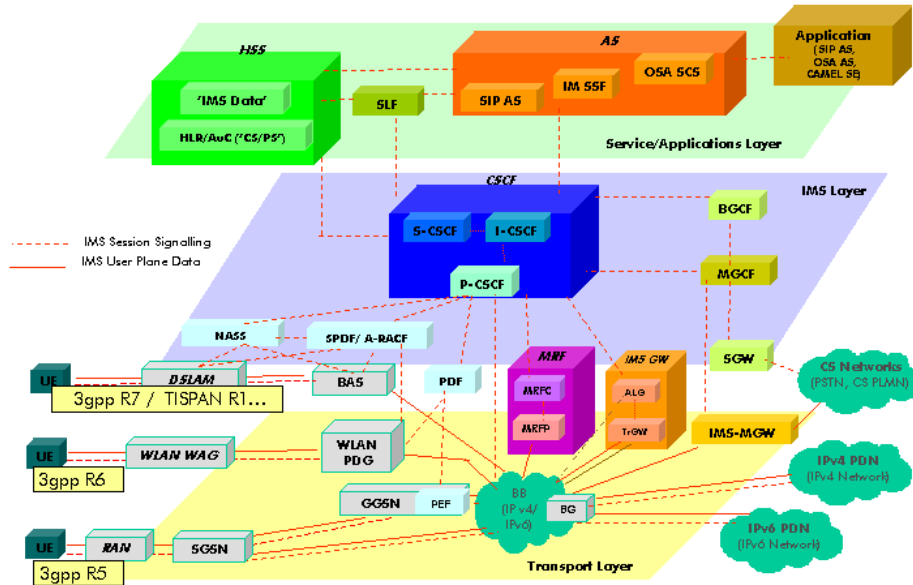 HSS
'IMS Data'
HLR/AuC ('CS/PS')
SLF
AS
SIP AS
IM SSF
OSA SCS
Application
(SIP AS,
OSA AS,
CAMEL SE)
Service/Applications Layer
CSCF
S-CSCF
I-CSCF
P-CSCF
IMS Layer
BGCF
MGCF
SGW
IMS Session Signalling
IMS User Plane Data
NASS
SPDF/ A-RACF
UE
DSLAM
BAS
PDF
3gpp R7 / TISPAN R1...
MRF
MRFC
MRFP
IMS GW
ALG
TrGW
CS Networks
(PSTN, CS PLMN)
IMS-MGW
UE
WLAN WAG
WLAN
PDG
3gpp R6
GGSN
PEF
BB
(IP v4/
IPv6)
BG
IPv4 PDN
(IPv4 Network)
IPv6 PDN
(IPv6 Network)
UE
RAN
SGSN
3gpp R5
Transport Layer